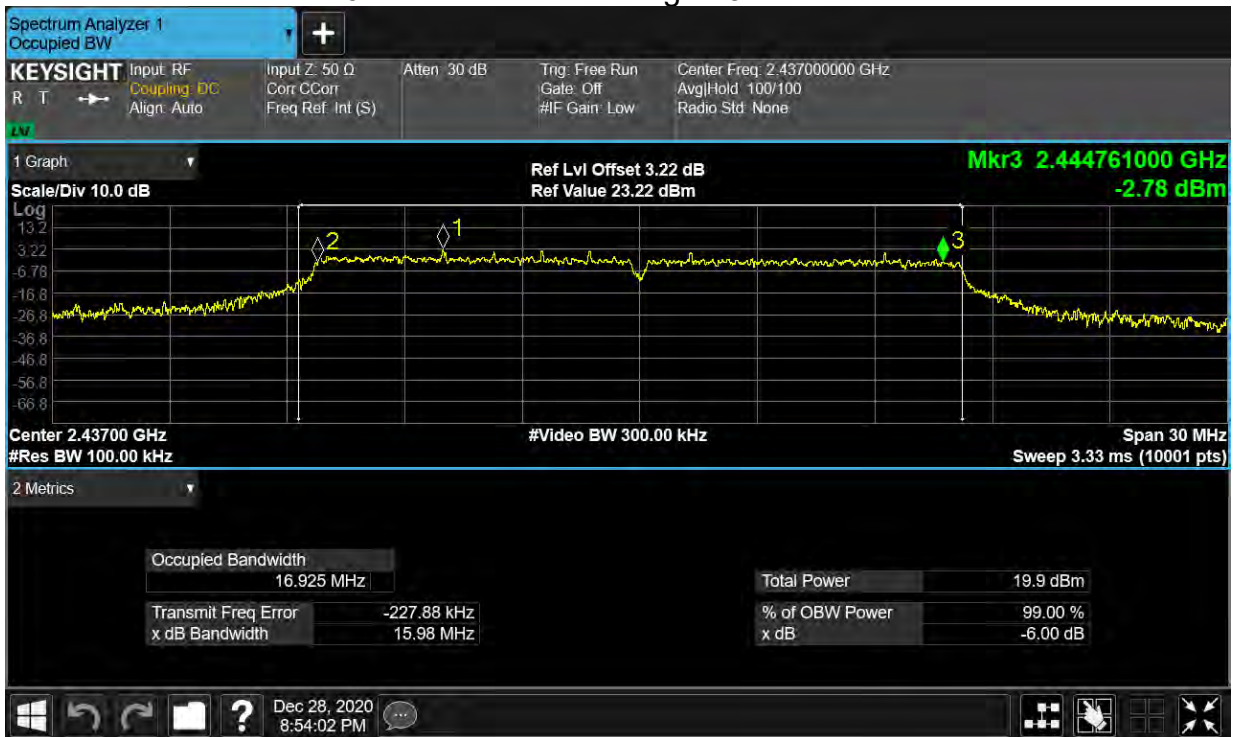 Spectrum Analyzer 1
Occupied BW
+
KEYSIGHT Input: RF Input Z: 50 Ω Atten: 30 dB Trig: Free Run Center Freq: 2.437000000 GHz
R T Coupling: DC Corr CCorr Gate: Off Avg|Hold: 100/100
Align: Auto Freq Ref: Int (S) #IF Gain: Low Radio Std: None
1 Graph Ref Lvl Offset 3.22 dB Mkr3 2.444761000 GHz
Scale/Div 10.0 dB Ref Value 23.22 dBm -2.78 dBm
Log
13.2
3.22
-6.78
-16.8
-26.8
-36.8
-46.8
-56.8
-66.8
2
1
3
Center 2.43700 GHz #Video BW 300.00 kHz Span 30 MHz
#Res BW 100.00 kHz Sweep 3.33 ms (10001 pts)
2 Metrics
Occupied Bandwidth
16.925 MHz Total Power 19.9 dBm
Transmit Freq Error -227.88 kHz % of OBW Power 99.00 %
x dB Bandwidth 15.98 MHz x dB -6.00 dB
? Dec 28, 2020
8:54:02 PM